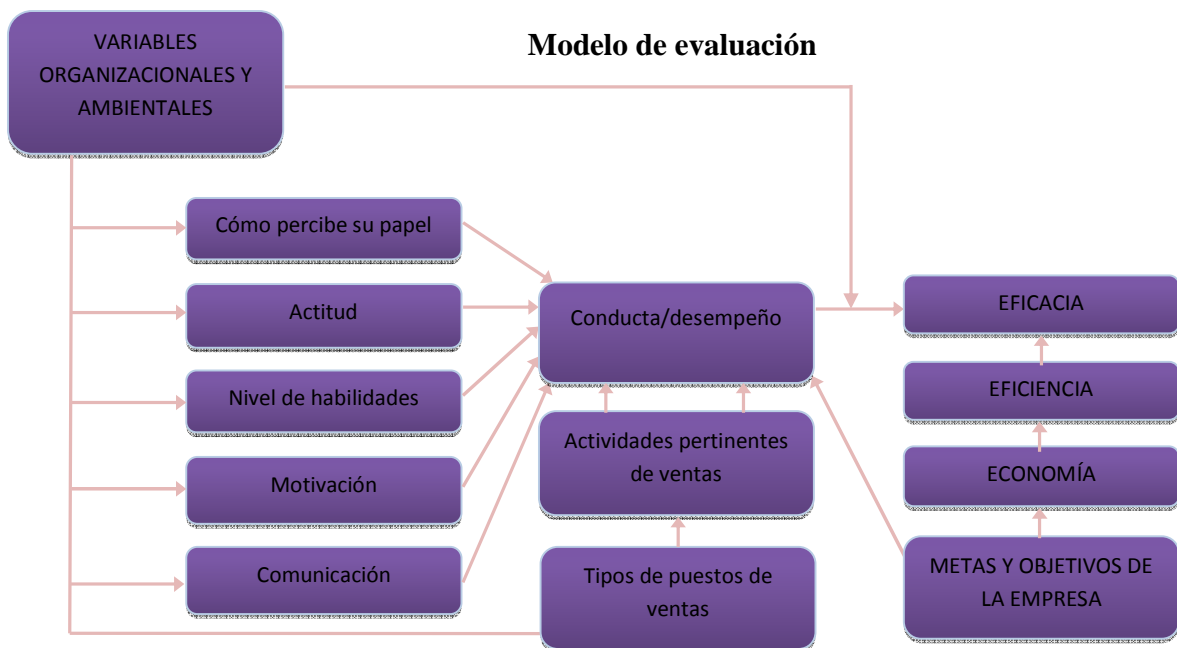 VARIABLES
ORGANIZACIONALES Y
AMBIENTALES
Modelo de evaluación
Cómo percibe su papel
Actitud
Nivel de habilidades
Motivación
Comunicación
Conducta/desempeño
Actividades pertinentes
de ventas
Tipos de puestos de
ventas
EFICACIA
EFICIENCIA
ECONOMÍA
METAS Y OBJETIVOS DE
LA EMPRESA